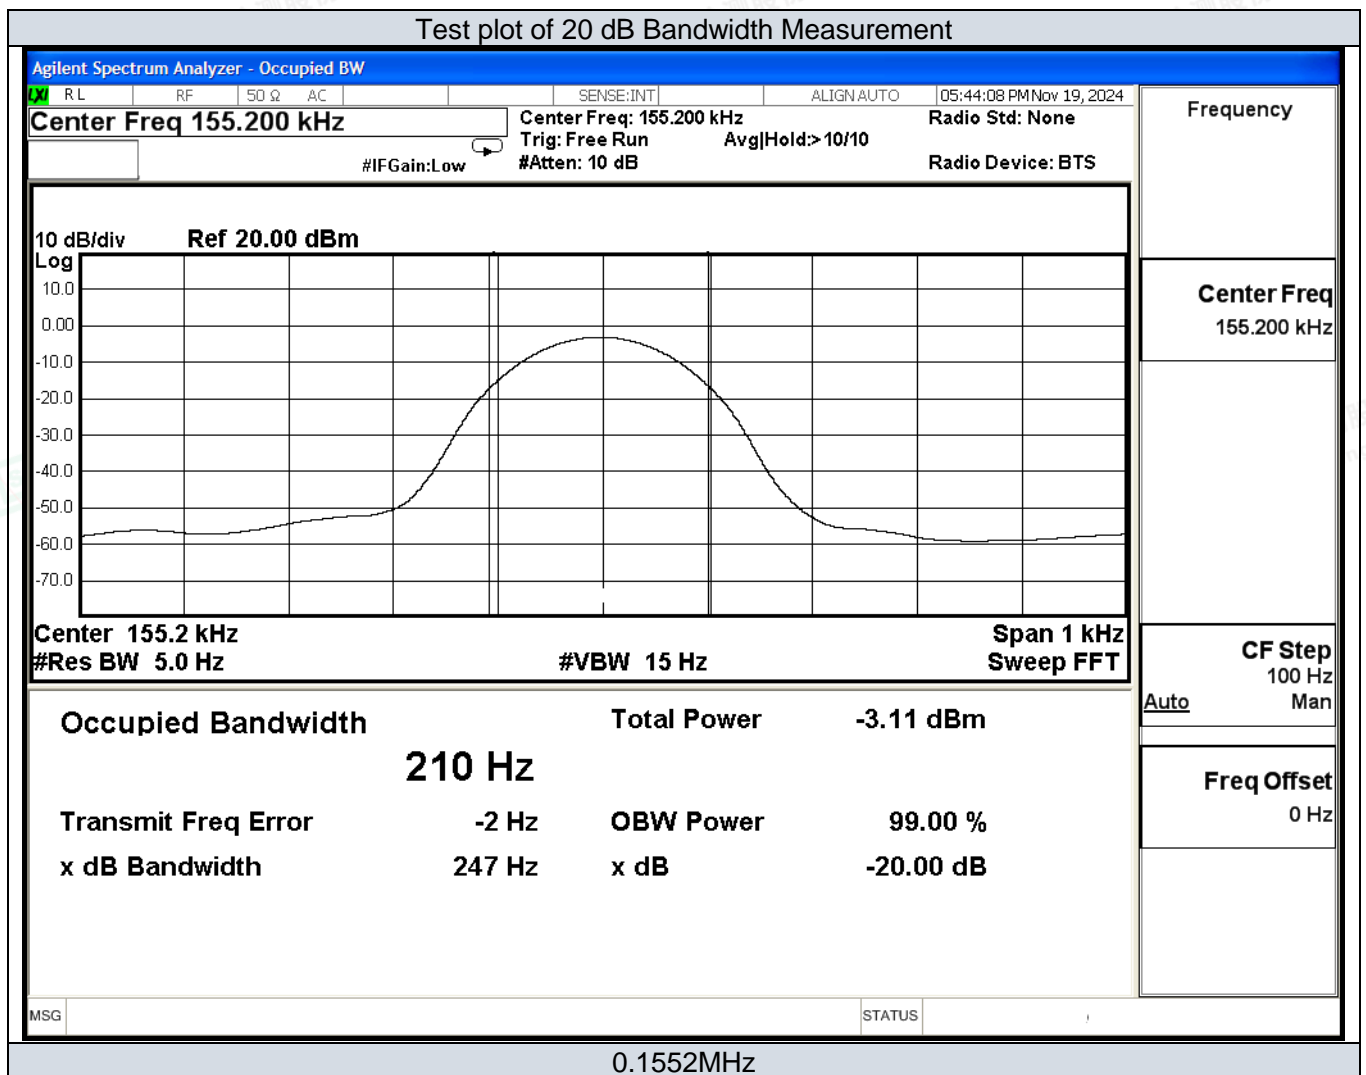 Test plot of 20 dB Bandwidth Measurement
Agilent Spectrum Analyzer - Occupied BW
LXI RL RF 50 Ω AC SENSE:INT ALIGN AUTO 05:44:08 PM Nov 19, 2024
Center Freq 155.200 kHz
Center Freq: 155.200 kHz
Radio Std: None
Trig: Free Run Avg|Hold:> 10/10
#IFGain:Low #Atten: 10 dB
Radio Device: BTS
10 dB/div Ref 20.00 dBm
Log
10.0
0.00
-10.0
-20.0
-30.0
-40.0
-50.0
-60.0
-70.0
Center 155.2 kHz Span 1 kHz
#Res BW 5.0 Hz #VBW 15 Hz Sweep FFT
Occupied Bandwidth Total Power -3.11 dBm
210 Hz
Transmit Freq Error -2 Hz OBW Power 99.00 %
x dB Bandwidth 247 Hz x dB -20.00 dB
Frequency
Center Freq
155.200 kHz
CF Step
100 Hz
Auto Man
Freq Offset
0 Hz
MSG STATUS
0.1552MHz